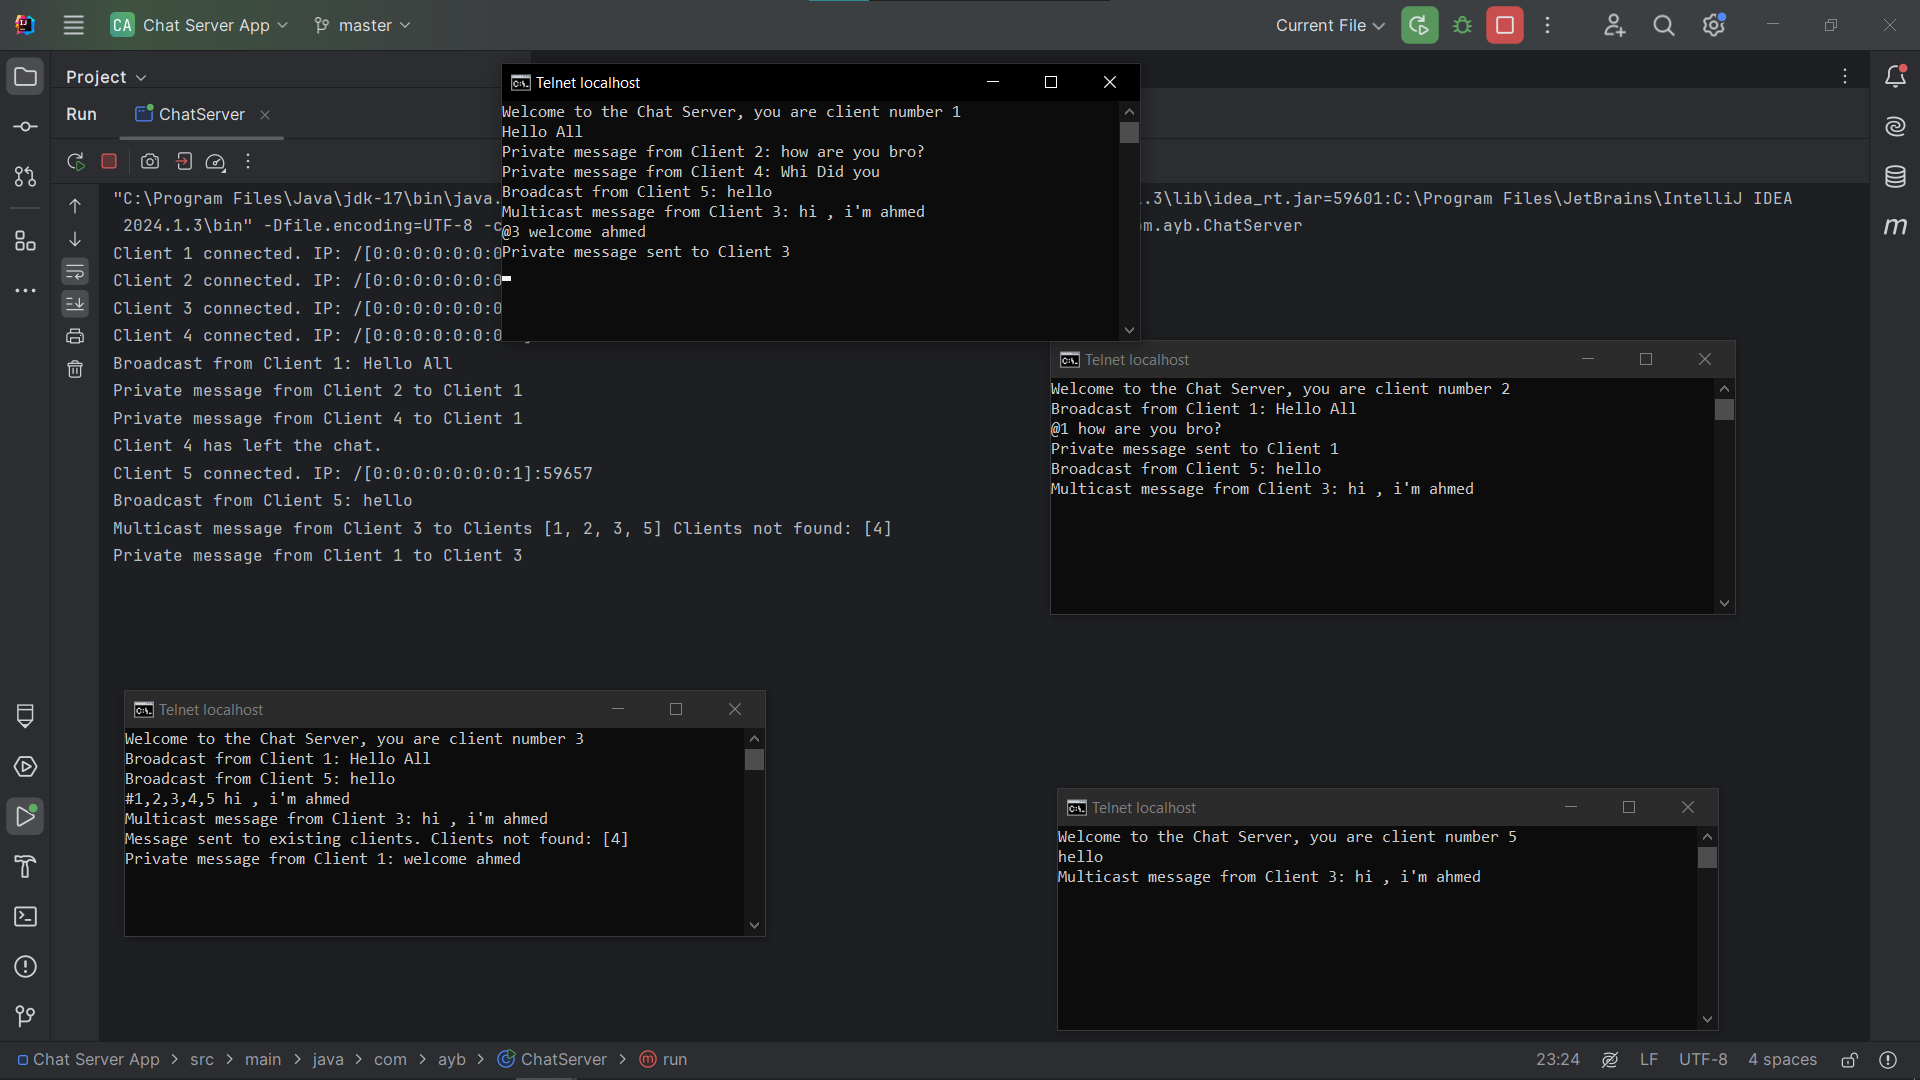 CA Chat Server App master Current File
Project
Run ChatServer
"C:\Program Files\Java\jdk-17\bin\java. .3\lib\idea_rt.jar=59601:C:\Program Files\JetBrains\IntelliJ IDEA
2024.1.3\bin" -Dfile.encoding=UTF-8 -c m.ayb.ChatServer
Client 1 connected. IP: /[0:0:0:0:0:0:0
Client 2 connected. IP: /[0:0:0:0:0:0:0
Client 3 connected. IP: /[0:0:0:0:0:0:0
Client 4 connected. IP: /[0:0:0:0:0:0:0
Broadcast from Client 1: Hello All
Private message from Client 2 to Client 1
Private message from Client 4 to Client 1
Client 4 has left the chat.
Client 5 connected. IP: /[0:0:0:0:0:0:0:1]:59657
Broadcast from Client 5: hello
Multicast message from Client 3 to Clients [1, 2, 3, 5] Clients not found: [4]
Private message from Client 1 to Client 3
Telnet localhost
Welcome to the Chat Server, you are client number 1
Hello All
Private message from Client 2: how are you bro?
Private message from Client 4: Whi Did you
Broadcast from Client 5: hello
Multicast message from Client 3: hi , i'm ahmed
@3 welcome ahmed
Private message sent to Client 3
Telnet localhost
Welcome to the Chat Server, you are client number 2
Broadcast from Client 1: Hello All
@1 how are you bro?
Private message sent to Client 1
Broadcast from Client 5: hello
Multicast message from Client 3: hi , i'm ahmed
Telnet localhost
Welcome to the Chat Server, you are client number 3
Broadcast from Client 1: Hello All
Broadcast from Client 5: hello
#1,2,3,4,5 hi , i'm ahmed
Multicast message from Client 3: hi , i'm ahmed
Message sent to existing clients. Clients not found: [4]
Private message from Client 1: welcome ahmed
Telnet localhost
Welcome to the Chat Server, you are client number 5
hello
Multicast message from Client 3: hi , i'm ahmed
Chat Server App > src > main > java > com > ayb > ChatServer > run 23:24 LF UTF-8 4 spaces